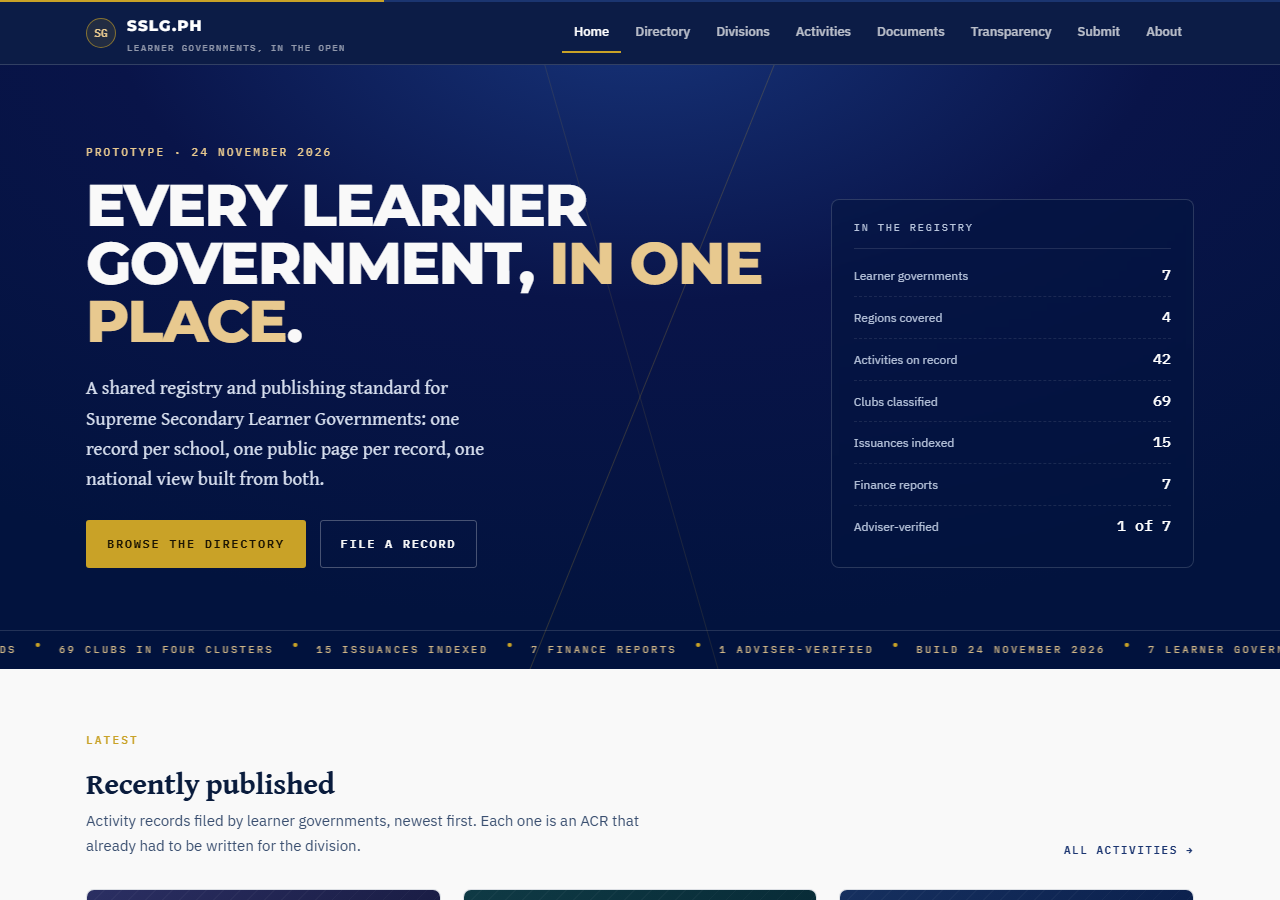 SG
SSLG.PH
LEARNER GOVERNMENTS, IN THE OPEN
Home
Directory
Divisions
Activities
Documents
Transparency
Submit
About
PROTOTYPE · 24 NOVEMBER 2026
EVERY LEARNER
GOVERNMENT, IN ONE
PLACE.
A shared registry and publishing standard for
Supreme Secondary Learner Governments: one
record per school, one public page per record, one
national view built from both.
BROWSE THE DIRECTORY
FILE A RECORD
IN THE REGISTRY
Learner governments 7
Regions covered 4
Activities on record 42
Clubs classified 69
Issuances indexed 15
Finance reports 7
Adviser-verified 1 of 7
DS • 69 CLUBS IN FOUR CLUSTERS • 15 ISSUANCES INDEXED • 7 FINANCE REPORTS • 1 ADVISER-VERIFIED • BUILD 24 NOVEMBER 2026 • 7 LEARNER GOVERN
LATEST
Recently published
Activity records filed by learner governments, newest first. Each one is an ACR that
already had to be written for the division.
ALL ACTIVITIES →